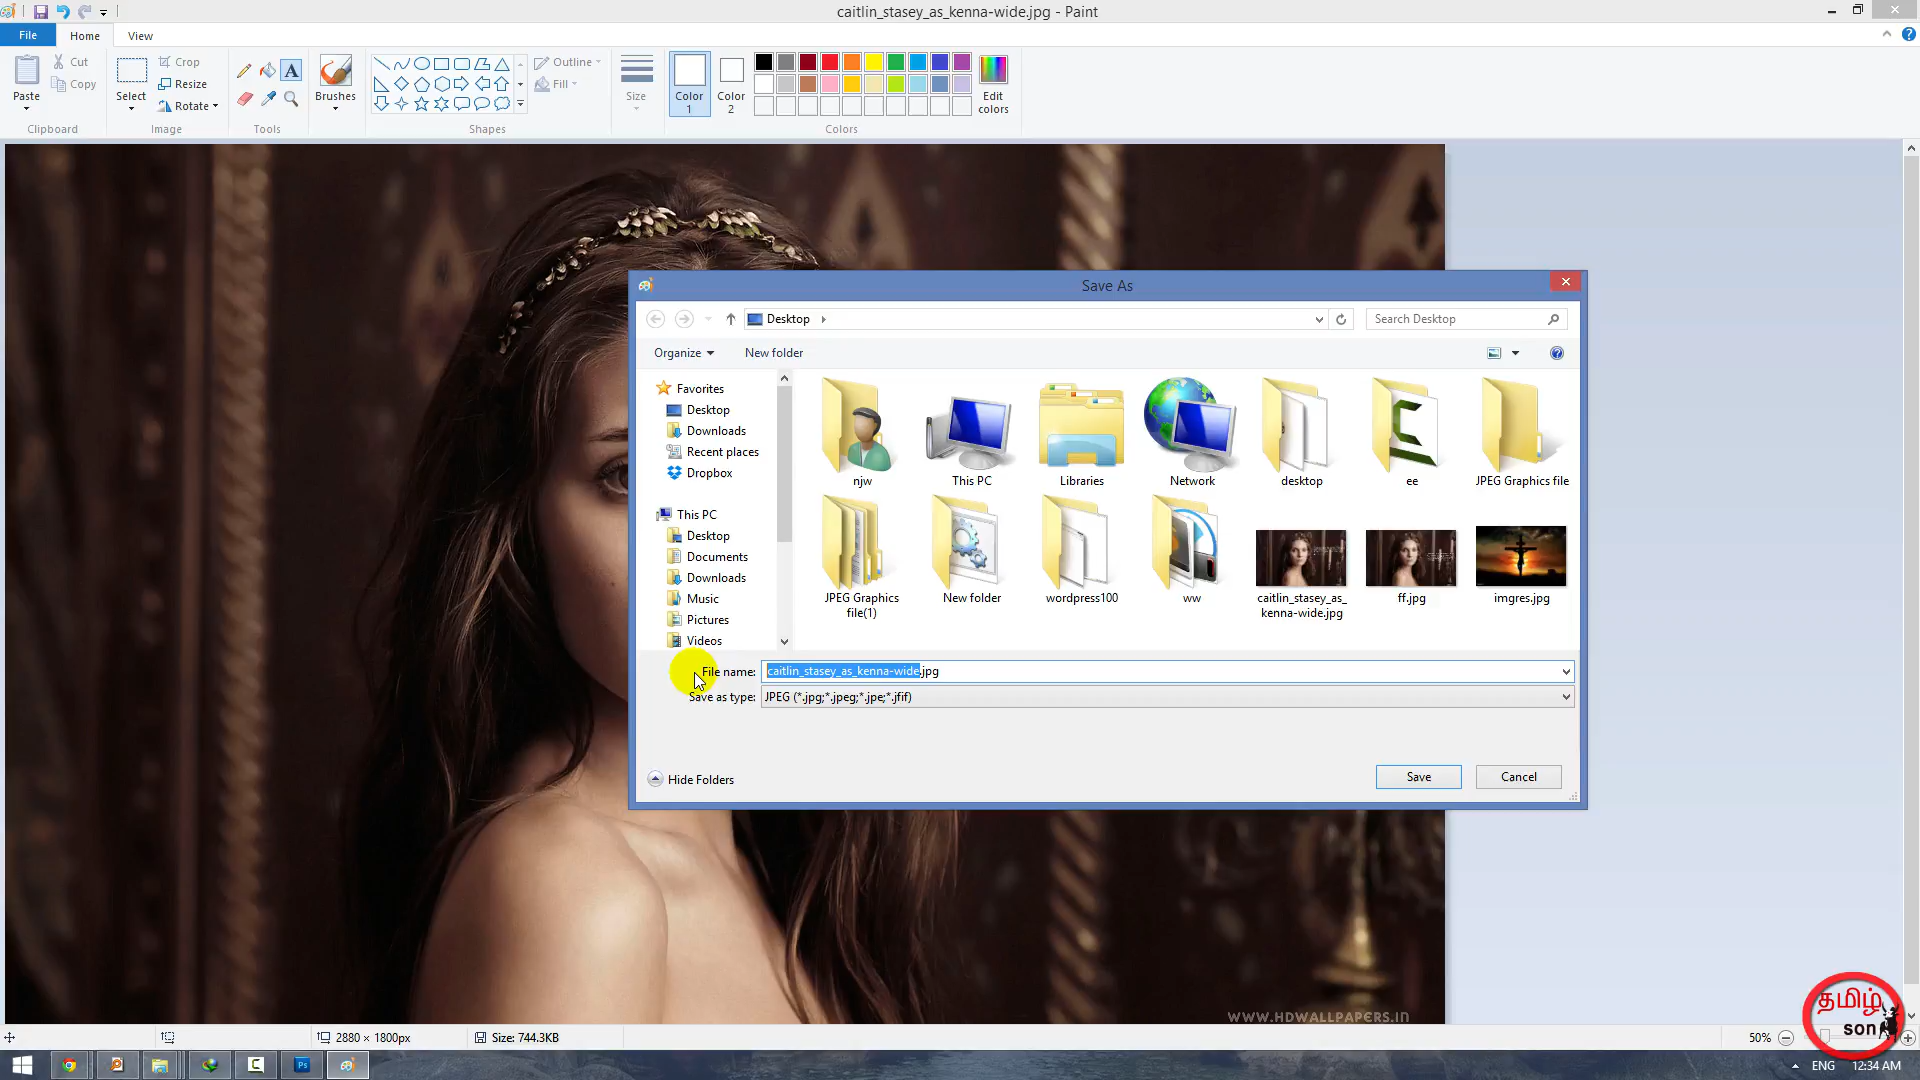 caitlin_stasey_as_kenna-wide.jpg - Paint
File
Home
View
Paste
Cut
Copy
Clipboard
Select
Crop
Resize
Rotate
Image
A
Tools
Brushes
Shapes
Outline
Fill
Size
Color
1
Color
2
Edit
colors
Colors
Save As
Desktop
Search Desktop
Organize
New folder
Favorites
Desktop
Downloads
Recent places
Dropbox
This PC
Desktop
Documents
Downloads
Music
Pictures
Videos
njw
This PC
Libraries
Network
desktop
ee
JPEG Graphics file
JPEG Graphics
file(1)
New folder
wordpress100
ww
caitlin_stasey_as_
kenna-wide.jpg
ff.jpg
imgres.jpg
File name: caitlin_stasey_as_kenna-wide.jpg
Save as type: JPEG (*.jpg;*.jpeg;*.jpe;*.jfif)
Hide Folders
Save
Cancel
WWW.HDWALLPAPERS.IN
தமிழ்
son
2880 × 1800px
Size: 744.3KB
50%
Ps
ENG
12:34 AM